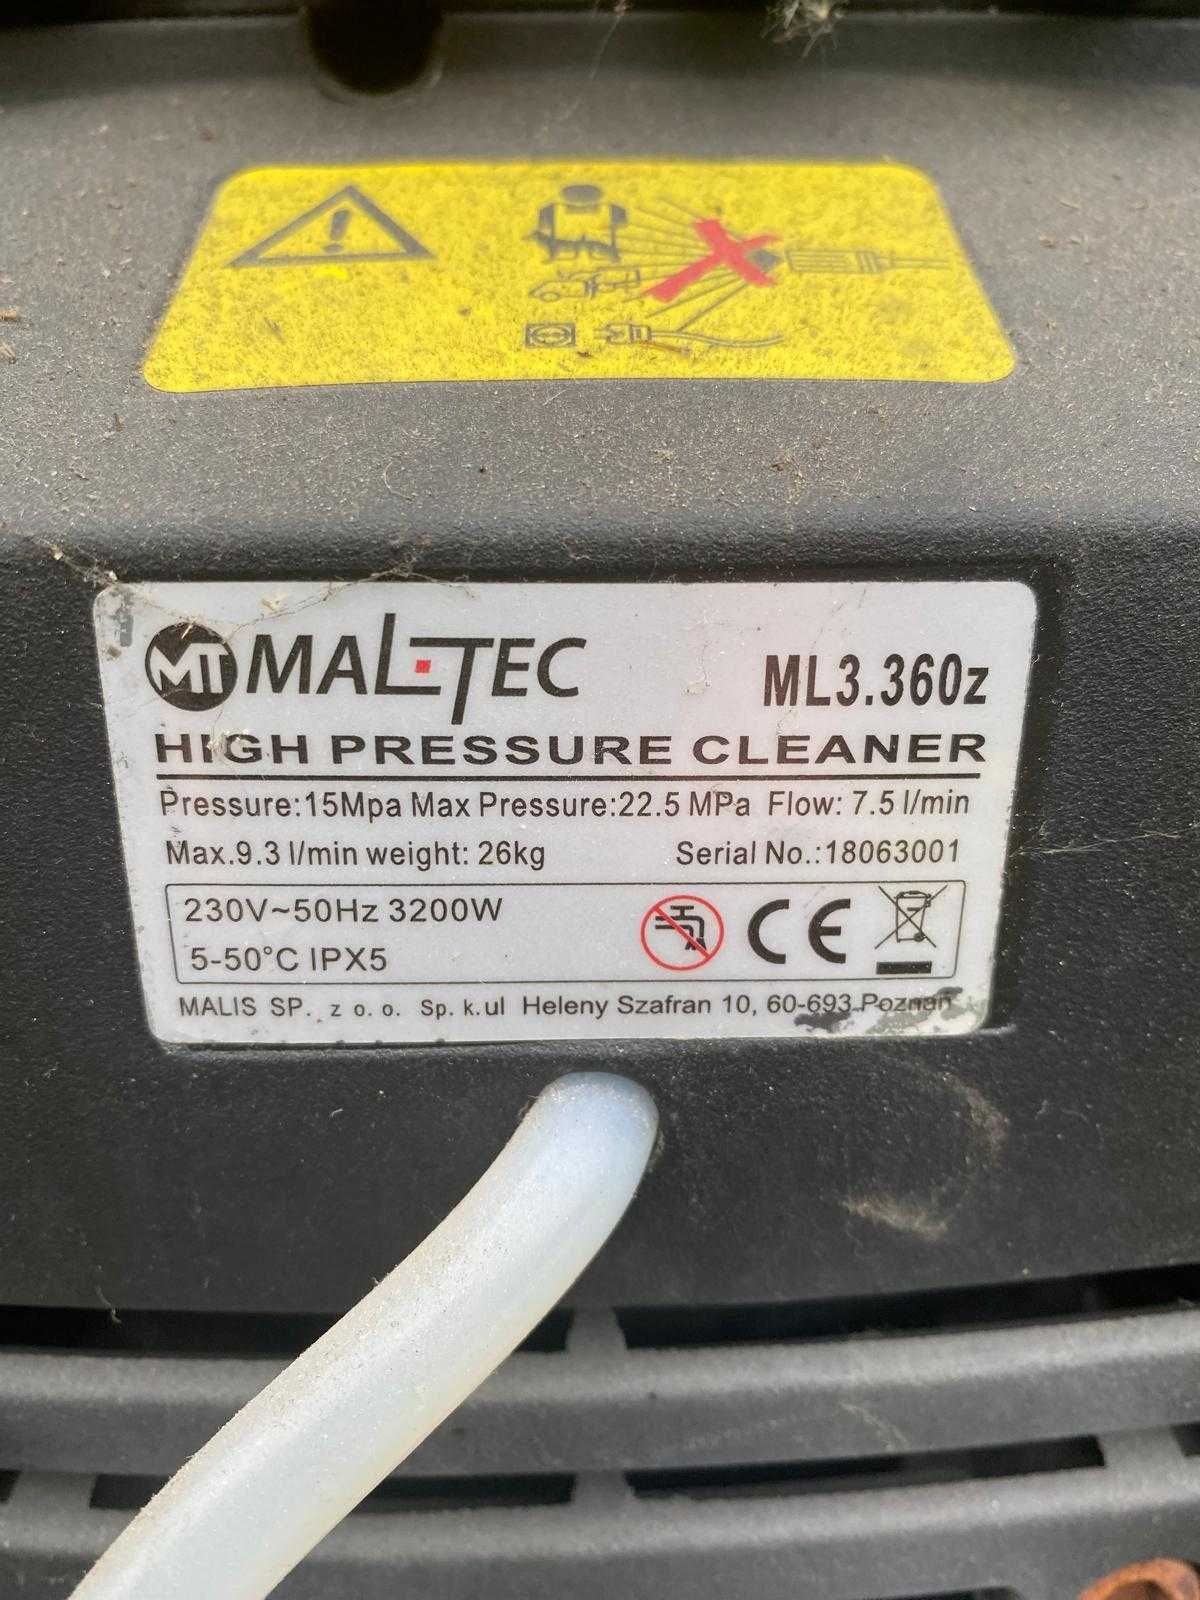 MT MAL-TEC ML3.360z
HIGH PRESSURE CLEANER
Pressure:15Mpa Max Pressure:22.5 MPa Flow: 7.5 l/min
Max.9.3 l/min weight: 26kg Serial No.:18063001
230V~50Hz 3200W
5-50°C IPX5
CE
MALIS SP. z o. o. Sp. k. ul Heleny Szafran 10, 60-693 Poznań